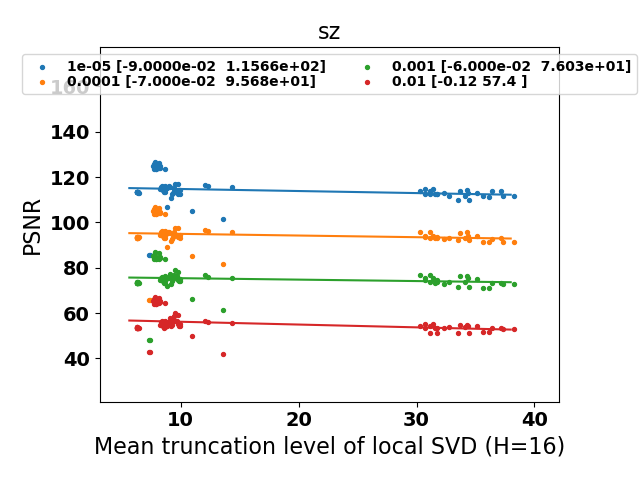 sz
1e-05 [-9.0000e-02  1.1566e+02]
0.0001 [-7.000e-02  9.568e+01]
0.001 [-6.000e-02  7.603e+01]
0.01 [-0.12 57.4 ]
160
140
120
100
80
60
40
PSNR
10 20 30 40
Mean truncation level of local SVD (H=16)